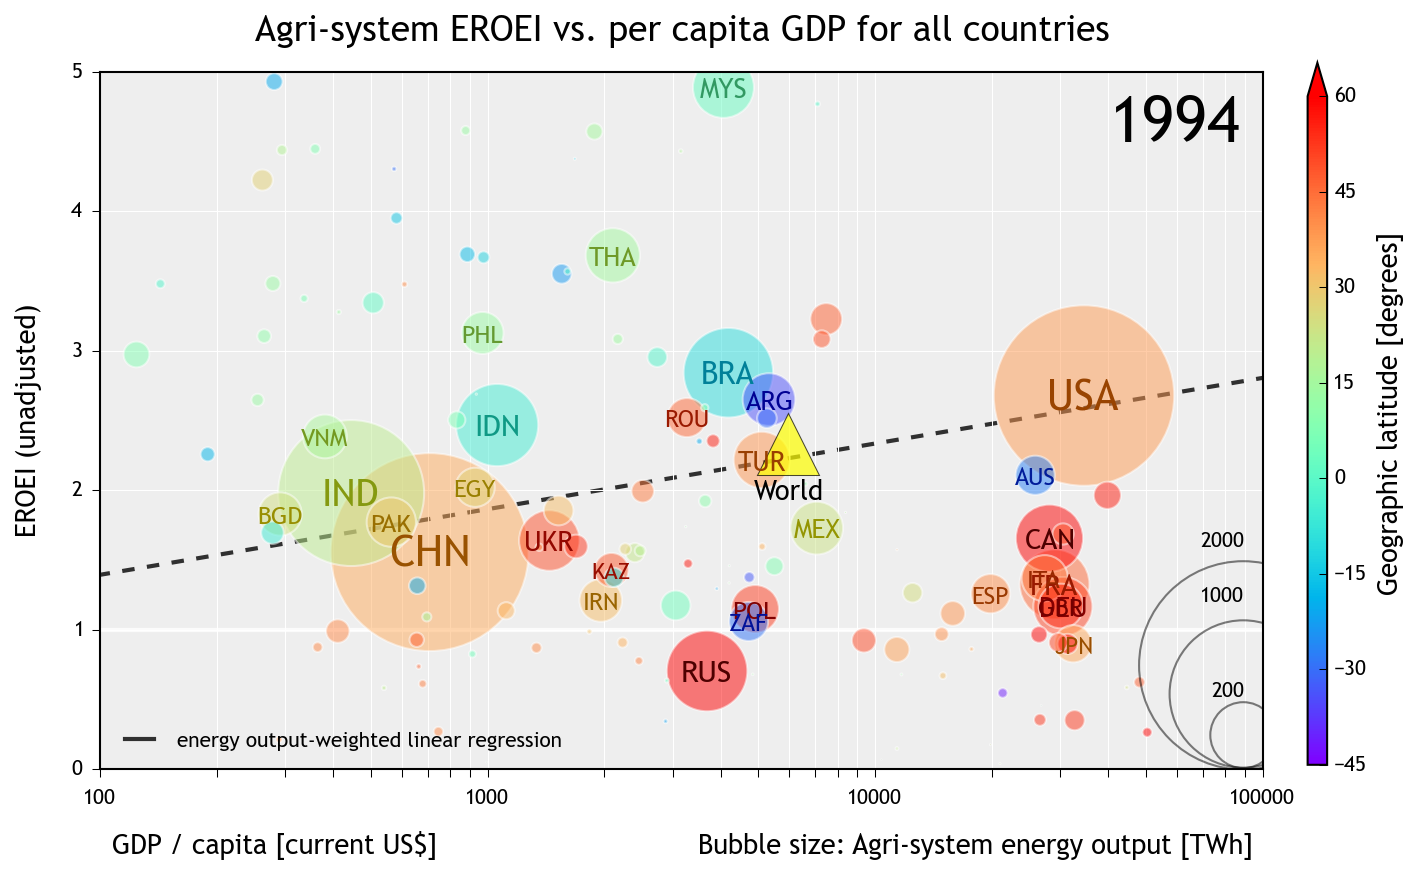 Agri-system EROEI vs. per capita GDP for all countries
1994
EROEI (unadjusted)
5
4
3
2
1
0
MYS
THA
PHL
BRA
ARG
USA
ROU
IDN
VNM
TUR
IND
EGY
World
AUS
BGD
PAK
MEX
CHN
UKR
CAN
KAZ
ITA
FRA
IRN
ESP
DEU
GBR
POL
ZAF
JPN
RUS
2000
1000
200
energy output-weighted linear regression
100
1000
10000
100000
GDP / capita [current US$]
Bubble size: Agri-system energy output [TWh]
60
45
30
15
0
−15
−30
−45
Geographic latitude [degrees]